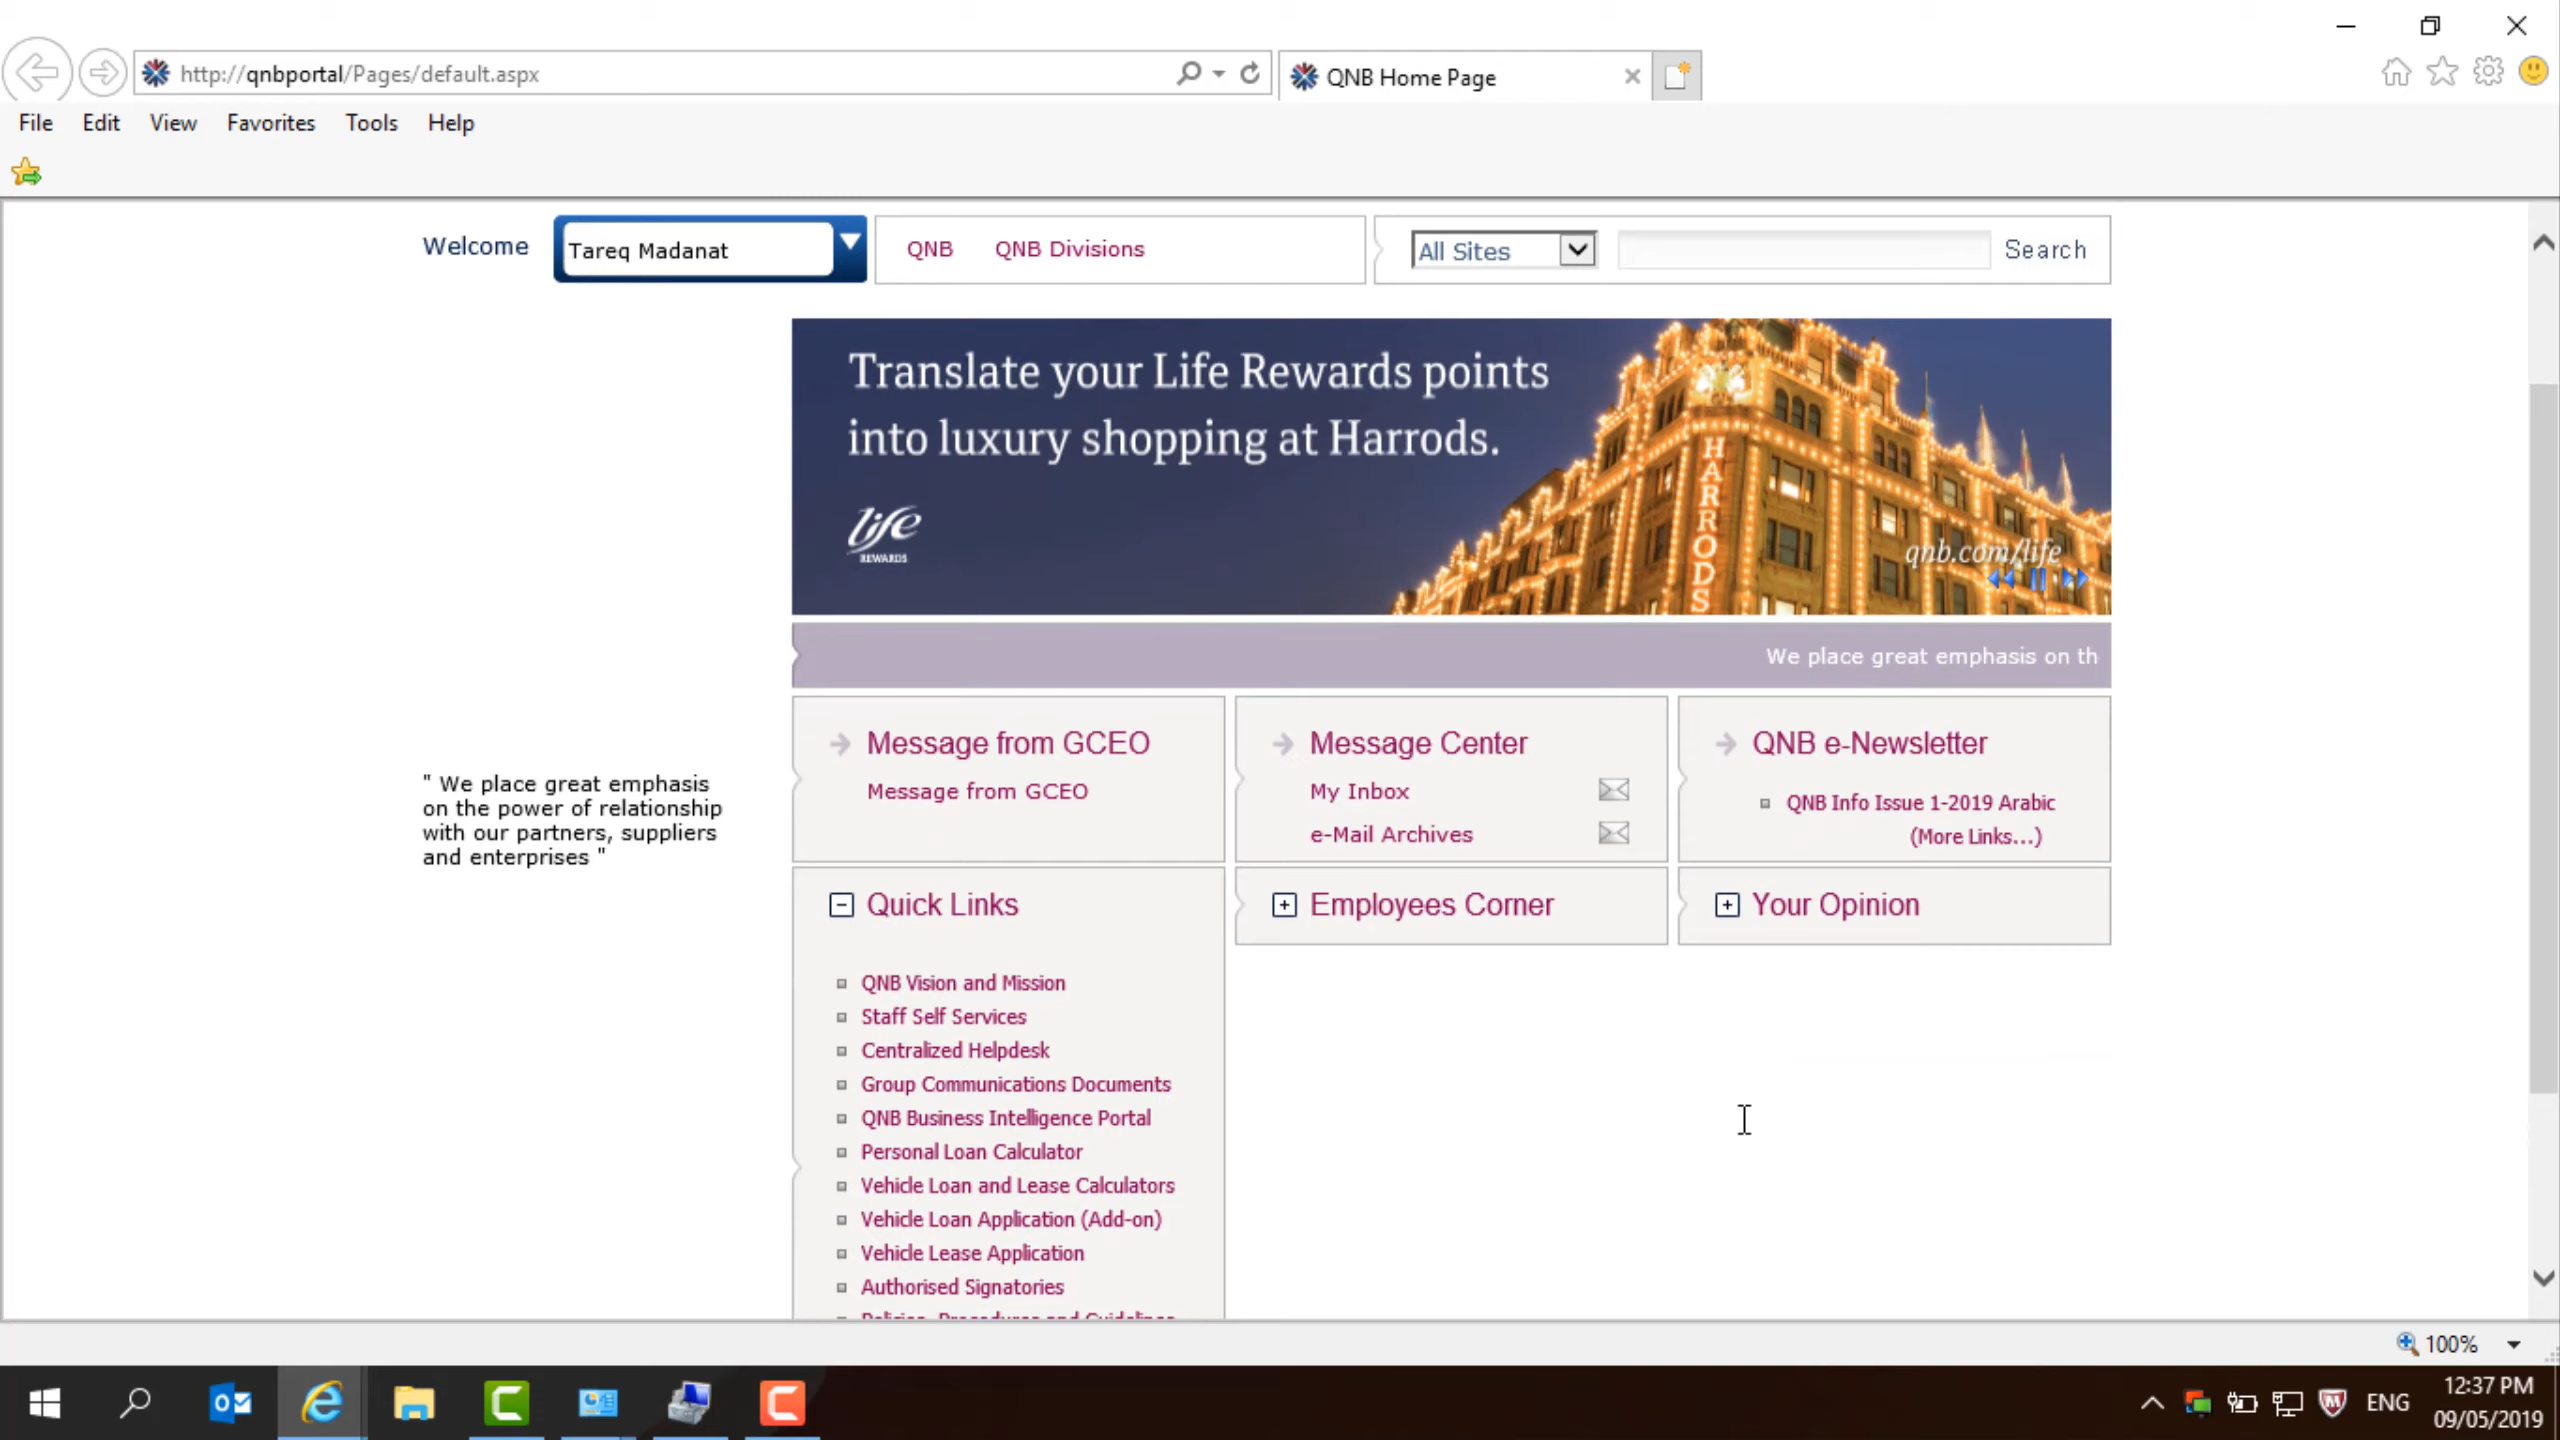 http://qnbportal/Pages/default.aspx
QNB Home Page
File Edit View Favorites Tools Help
Welcome
Tareq Madanat
QNB QNB Divisions
All Sites
Search
Translate your Life Rewards points
into luxury shopping at Harrods.
life
REWARDS
HARRODS
qnb.com/life
We place great emphasis on th
" We place great emphasis
on the power of relationship
with our partners, suppliers
and enterprises "
Message from GCEO
Message from GCEO
Message Center
My Inbox
e-Mail Archives
QNB e-Newsletter
QNB Info Issue 1-2019 Arabic
(More Links...)
Quick Links
QNB Vision and Mission
Staff Self Services
Centralized Helpdesk
Group Communications Documents
QNB Business Intelligence Portal
Personal Loan Calculator
Vehicle Loan and Lease Calculators
Vehicle Loan Application (Add-on)
Vehicle Lease Application
Authorised Signatories
Policies, Procedures and Guidelines
Employees Corner
Your Opinion
100%
ENG
12:37 PM
09/05/2019